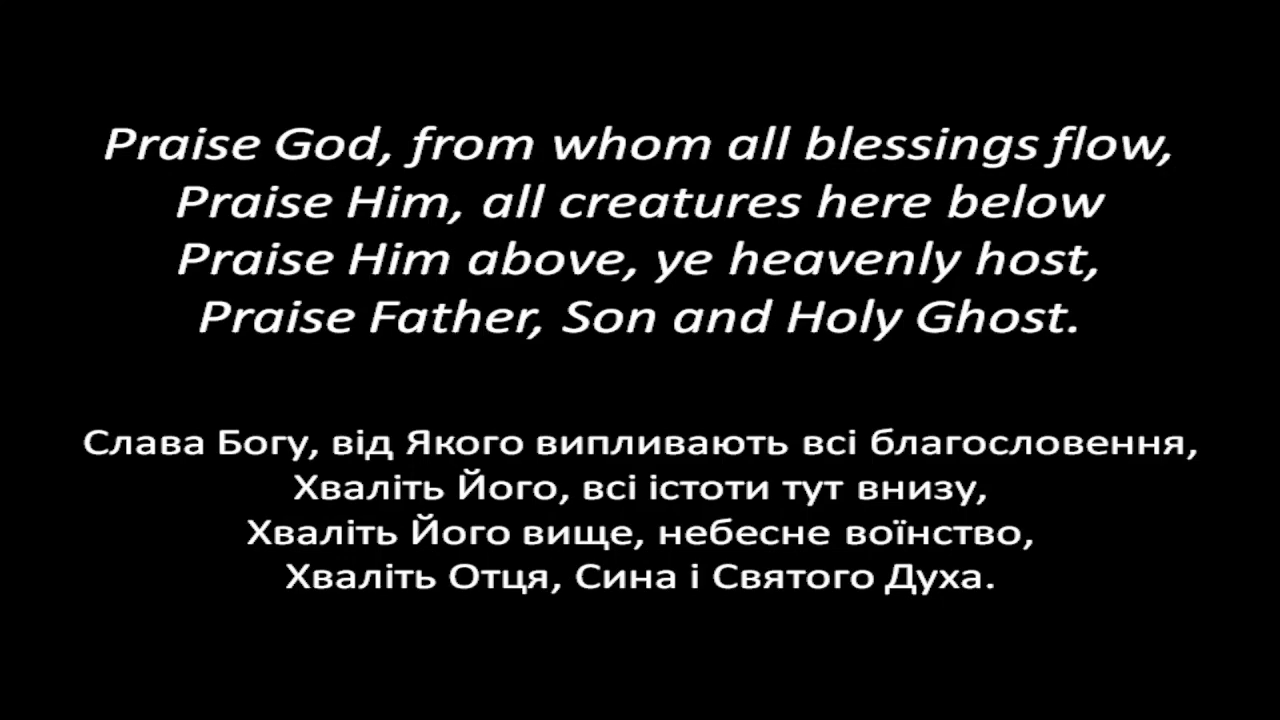 Praise God, from whom all blessings flow,
Praise Him, all creatures here below
Praise Him above, ye heavenly host,
Praise Father, Son and Holy Ghost.
Слава Богу, від Якого випливають всі благословення,
Хваліть Його, всі істоти тут внизу,
Хваліть Його вище, небесне воїнство,
Хваліть Отця, Сина і Святого Духа.